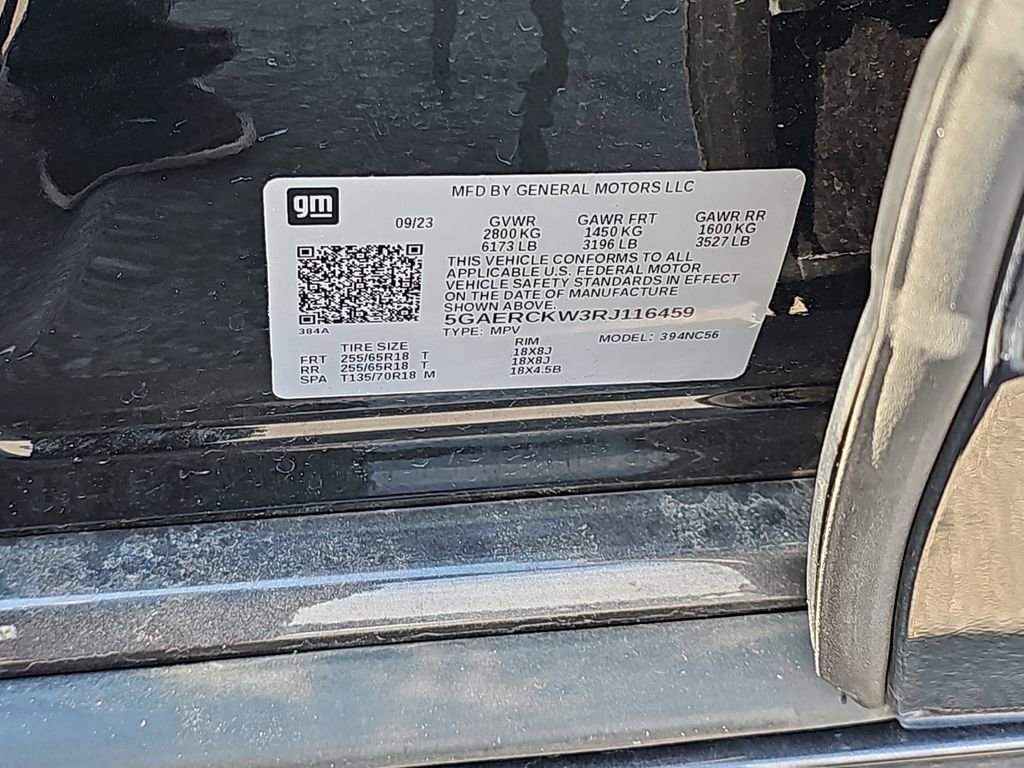 gm
MFD BY GENERAL MOTORS LLC
09/23 GVWR GAWR FRT GAWR RR
2800 KG 1450 KG 1600 KG
6173 LB 3196 LB 3527 LB
THIS VEHICLE CONFORMS TO ALL
APPLICABLE U.S. FEDERAL MOTOR
VEHICLE SAFETY STANDARDS IN EFFECT
ON THE DATE OF MANUFACTURE
SHOWN ABOVE.
5GAERCKW3RJ116459
384A
TYPE: MPV MODEL: 394NC56
TIRE SIZE RIM
FRT 255/65R18 T 18X8J
RR 255/65R18 T 18X8J
SPA T135/70R18 M 18X4.5B